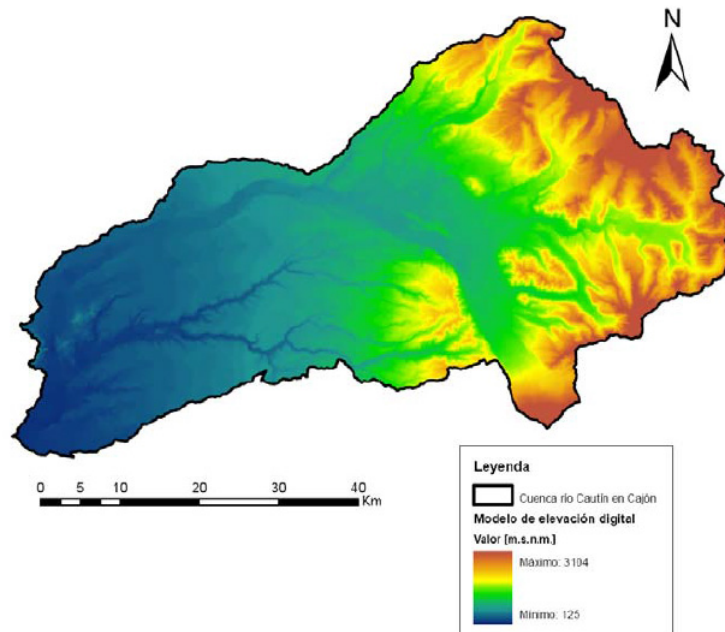 N
0 5 10 20 30 40
Km
Leyenda
Cuenca río Cautín en Cajón
Modelo de elevación digital
Valor [m.s.n.m.]
Máximo: 3104
Mínimo: 125